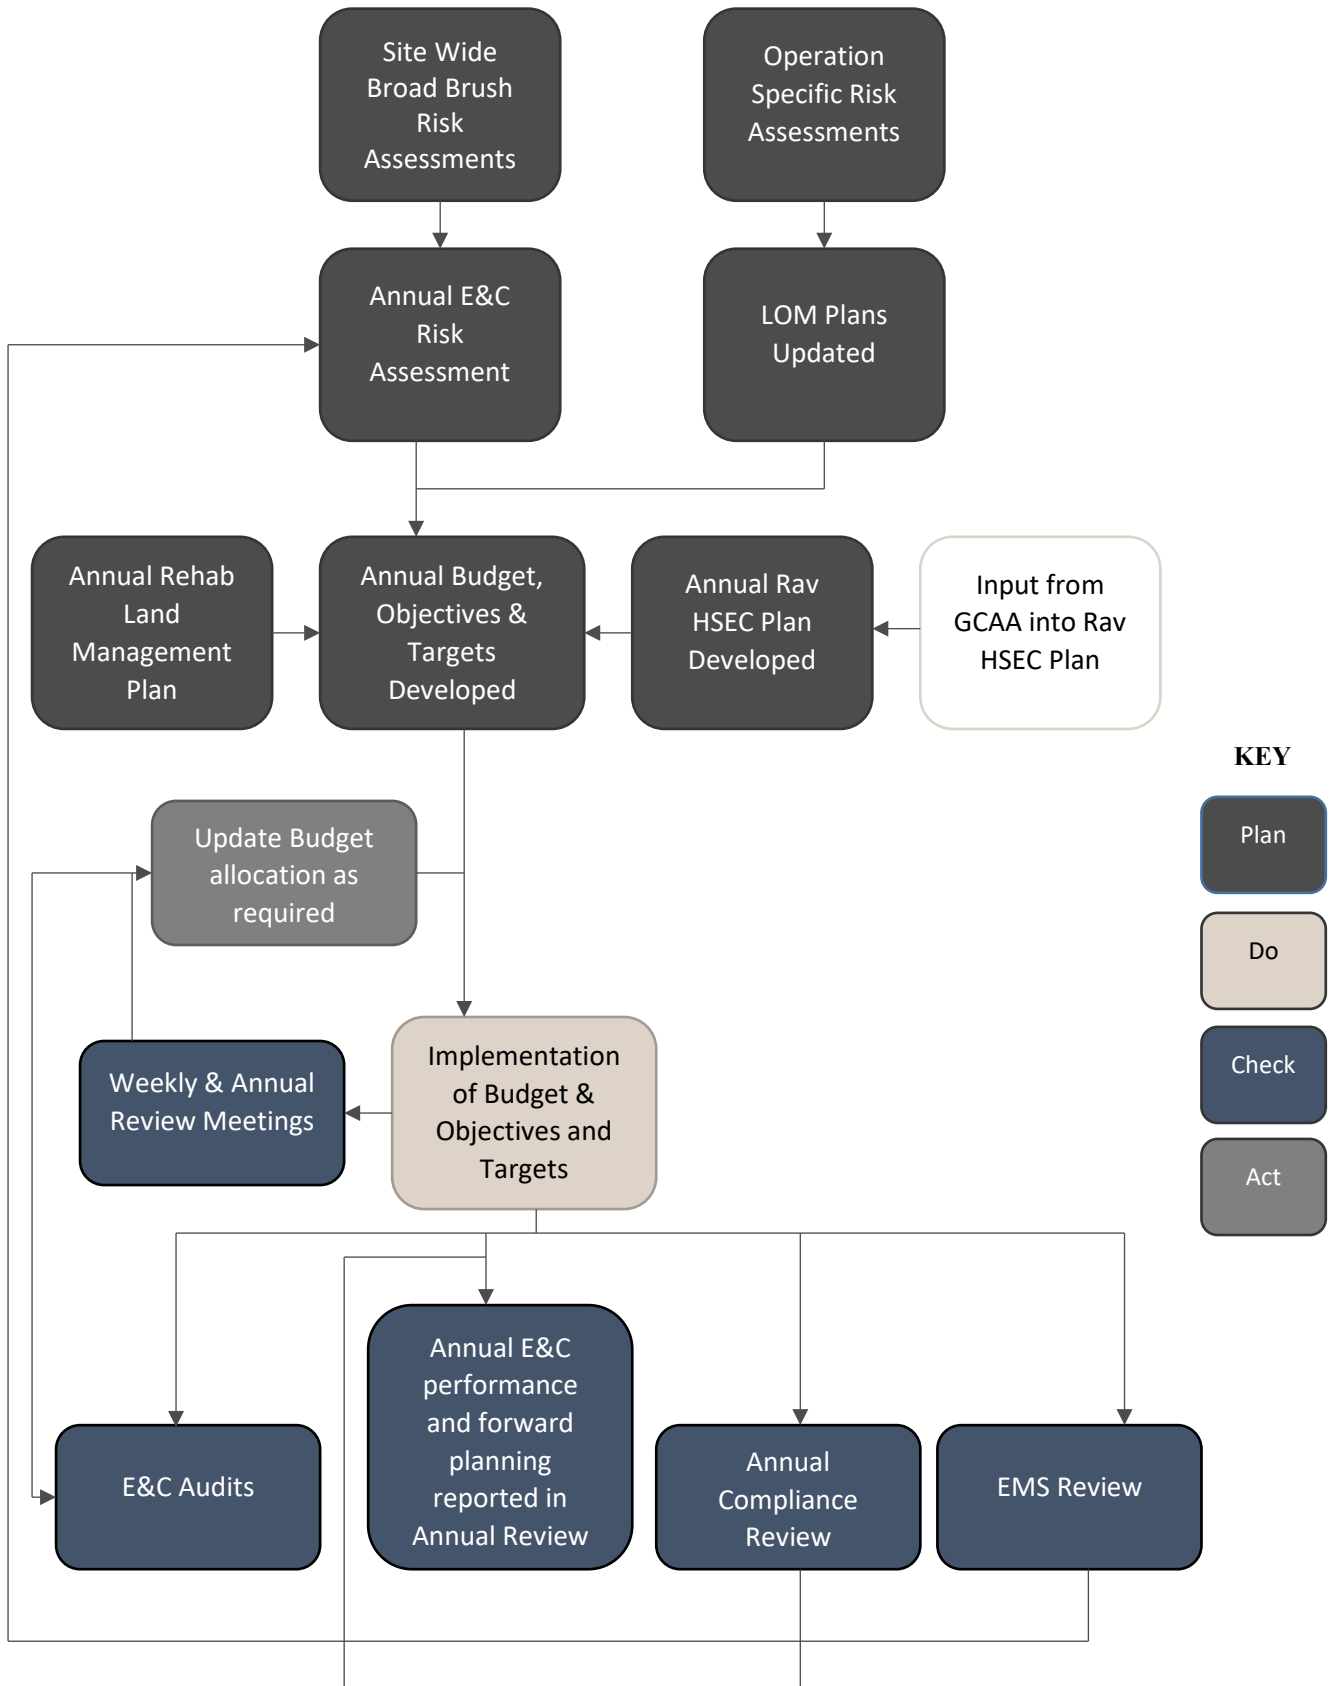 Site Wide
Broad Brush
Risk
Assessments
Operation
Specific Risk
Assessments
Annual E&C
Risk
Assessment
LOM Plans
Updated
Annual Rehab
Land
Management
Plan
Annual Budget,
Objectives &
Targets
Developed
Annual Rav
HSEC Plan
Developed
Input from
GCAA into Rav
HSEC Plan
KEY
Plan
Do
Check
Act
Update Budget
allocation as
required
Weekly & Annual
Review Meetings
Implementation
of Budget &
Objectives and
Targets
E&C Audits
Annual E&C
performance
and forward
planning
reported in
Annual Review
Annual
Compliance
Review
EMS Review